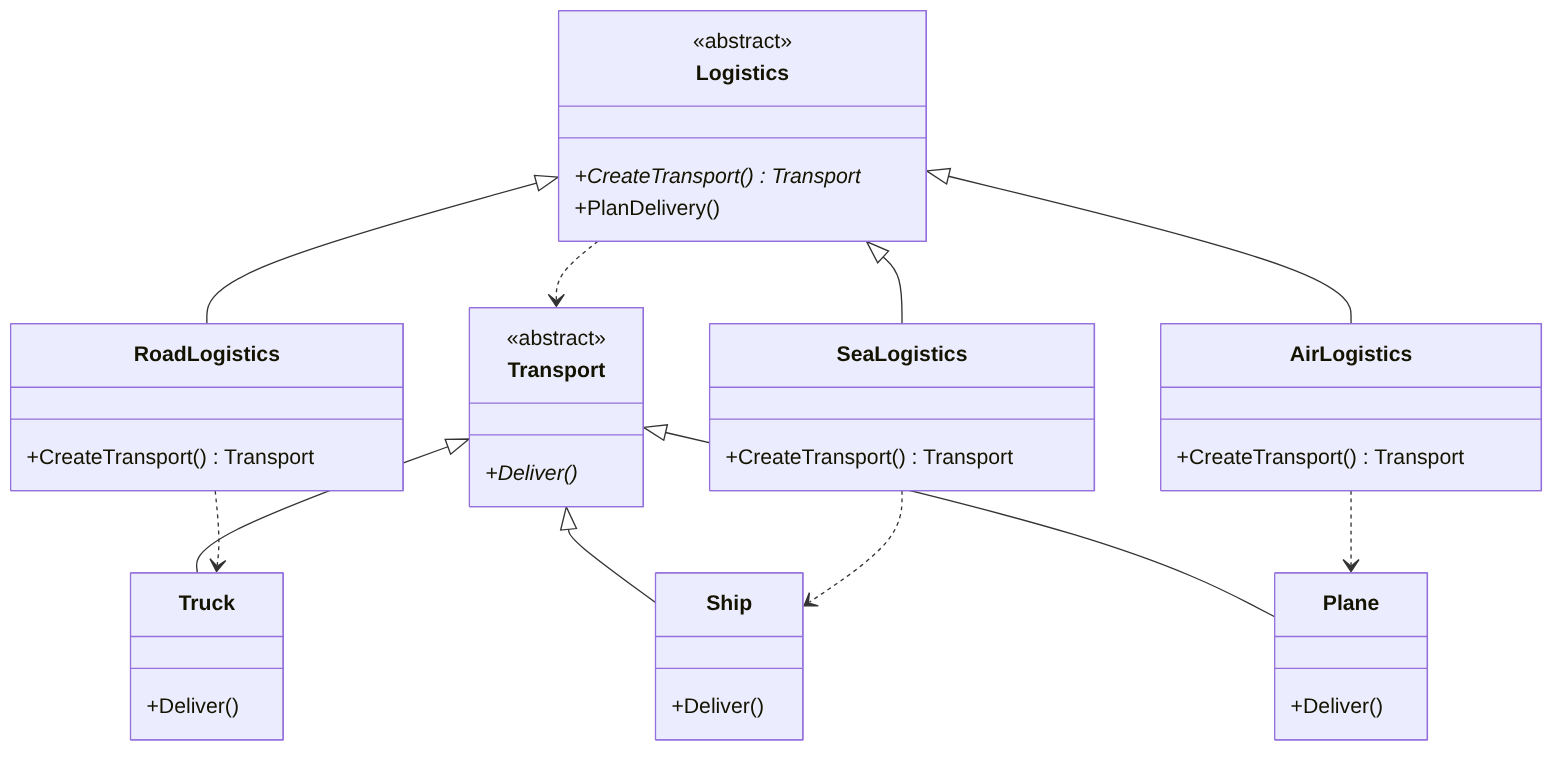 «abstract»
Logistics
+CreateTransport() : Transport
+PlanDelivery()
RoadLogistics
+CreateTransport() : Transport
«abstract»
Transport
+Deliver()
SeaLogistics
+CreateTransport() : Transport
AirLogistics
+CreateTransport() : Transport
Truck
+Deliver()
Ship
+Deliver()
Plane
+Deliver()